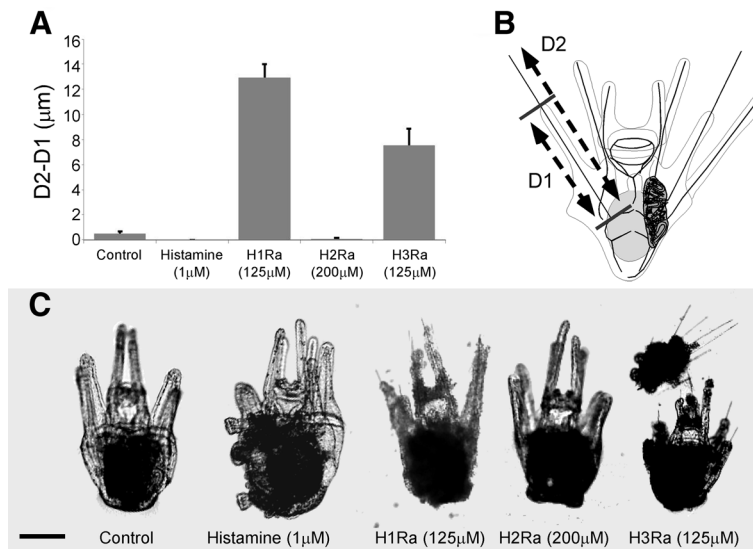 A
D2-D1 (μm)
16
14
12
10
8
6
4
2
0
Control
Histamine
(1μM)
H1Ra
(125μM)
H2Ra
(200μM)
H3Ra
(125μM)
B
D2
D1
C
Control
Histamine (1μM)
H1Ra (125μM)
H2Ra (200μM)
H3Ra (125μM)